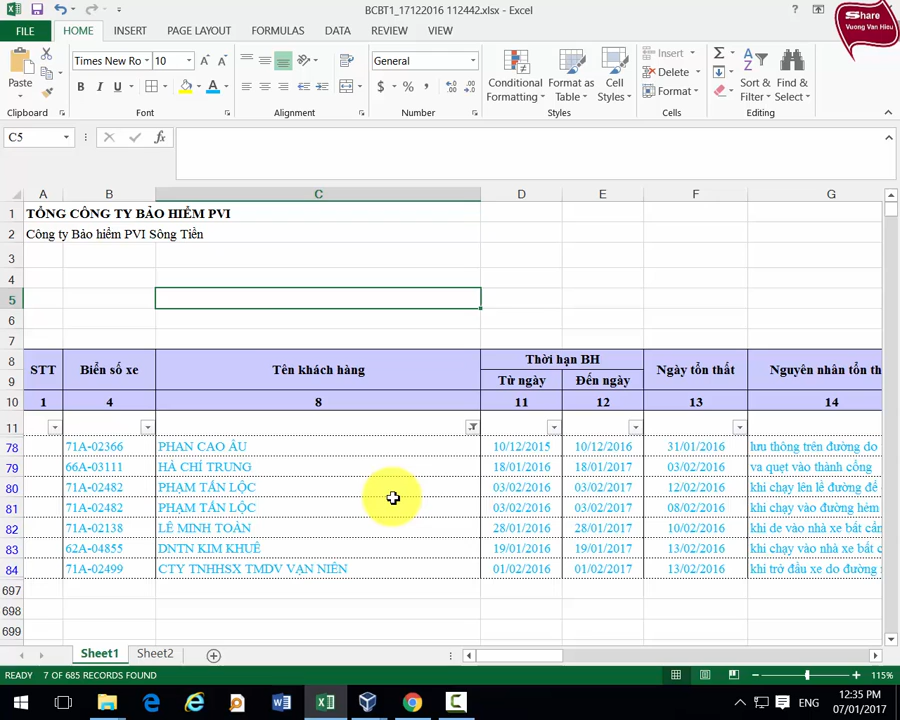 BCBT1_17122016 112442.xlsx - Excel
Share
Vuong Van Hieu
FILE HOME INSERT PAGE LAYOUT FORMULAS DATA REVIEW VIEW
Paste
Times New Ro 10
B I U
General
$ % ,
Conditional Formatting
Format as Table
Cell Styles
Insert
Delete
Format
Sort & Filter
Find & Select
Clipboard Font Alignment Number Styles Cells Editing
C5 fx
A B C D E F G
1 TỔNG CÔNG TY BẢO HIỂM PVI
2 Công ty Bảo hiểm PVI Sông Tiền
3
4
5
6
7
8 Thời hạn BH
STT Biển số xe Tên khách hàng Ngày tổn thất Nguyên nhân tổn th
9 Từ ngày Đến ngày
10 1 4 8 11 12 13 14
11
78 71A-02366 PHAN CAO ÂU 10/12/2015 10/12/2016 31/01/2016 lưu thông trên đường do
79 66A-03111 HÀ CHÍ TRUNG 18/01/2016 18/01/2017 03/02/2016 va quẹt vào thành cổng
80 71A-02482 PHẠM TẤN LỘC 03/02/2016 03/02/2017 12/02/2016 khi chạy lên lề đường để
81 71A-02482 PHẠM TẤN LỘC 03/02/2016 03/02/2017 08/02/2016 khi chạy vào đường hém
82 71A-02138 LÊ MINH TOÀN 28/01/2016 28/01/2017 10/02/2016 khi de vào nhà xe bất cẩn
83 62A-04855 DNTN KIM KHUÊ 19/01/2016 19/01/2017 13/02/2016 khi chạy vào nhà xe bất c
84 71A-02499 CTY TNHHSX TMDV VẠN NIÊN 01/02/2016 01/02/2017 13/02/2016 khi trở đầu xe do đường
697
698
699
Sheet1 Sheet2
READY 7 OF 685 RECORDS FOUND 115%
ENG 12:35 PM
07/01/2017